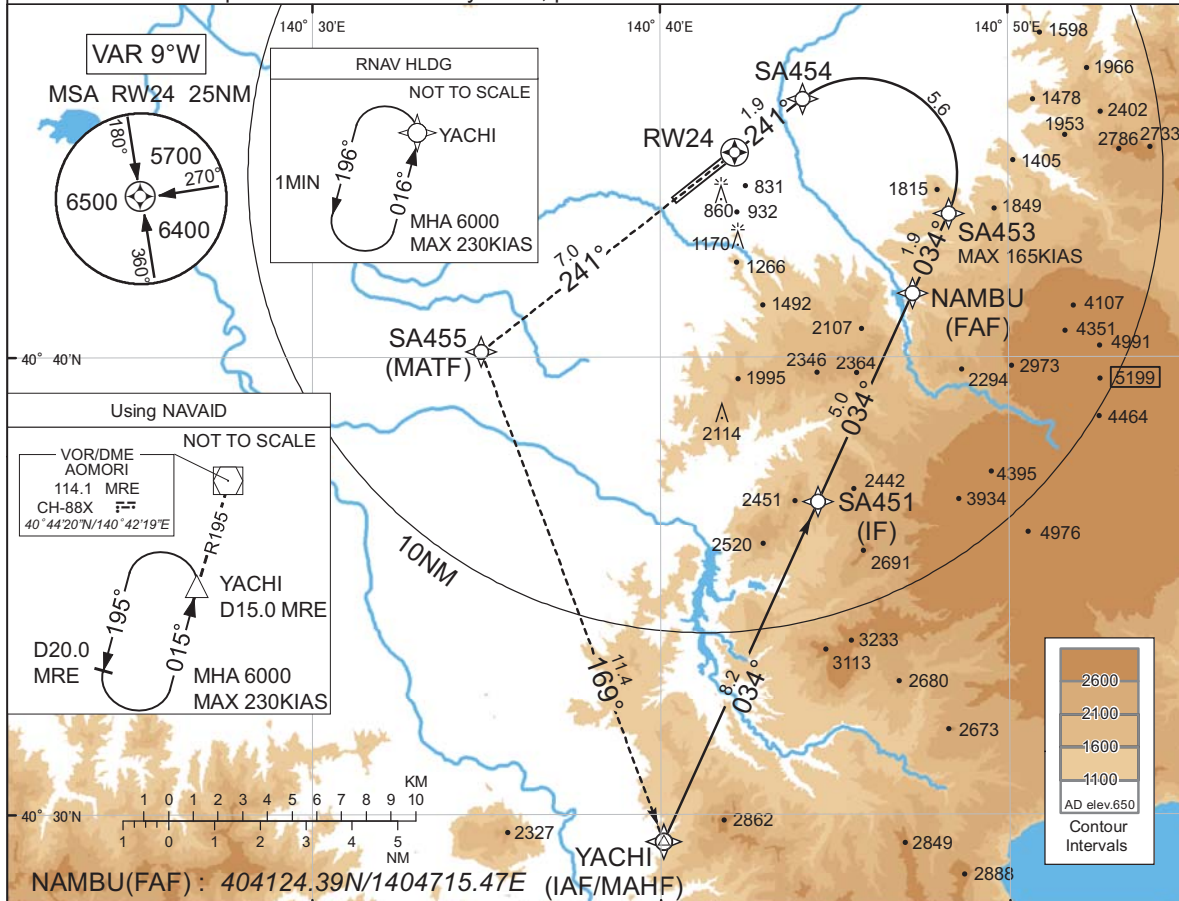 140° 30'E
140° 40'E
140° 50'E
VAR 9°W
MSA RW24 25NM
180°
5700
270°
6500
6400
360°
RNAV HLDG
NOT TO SCALE
YACHI
196°
016°
1MIN
MHA 6000
MAX 230KIAS
SA454
1.9
241°
5.6
RW24
831
860
932
1170
1266
1492
1598
1966
1478
2402
1953
2786
2733
1405
1815
1849
SA453
MAX 165KIAS
1.9
034°
NAMBU
(FAF)
7.0
241°
SA455
(MATF)
40° 40'N
2107
2346
2364
1995
2114
4107
4351
4991
2973
2294
5199
4464
5.0
034°
Using NAVAID
NOT TO SCALE
VOR/DME
AOMORI
114.1 MRE
CH-88X
40°44'20"N/140°42'19"E
R195
YACHI
D15.0 MRE
195°
015°
D20.0
MRE
MHA 6000
MAX 230KIAS
2442
2451
SA451
(IF)
4395
3934
4976
2520
2691
10NM
3233
3113
2680
2673
11.4
169°
8.2
034°
2600
2100
1600
1100
AD elev.650
Contour
Intervals
40° 30'N
KM
1 0 1 2 3 4 5 6 7 8 9 10
1 0 1 2 3 4 5
NM
2327
2862
2849
2888
YACHI
(IAF/MAHF)
NAMBU(FAF) : 404124.39N/1404715.47E